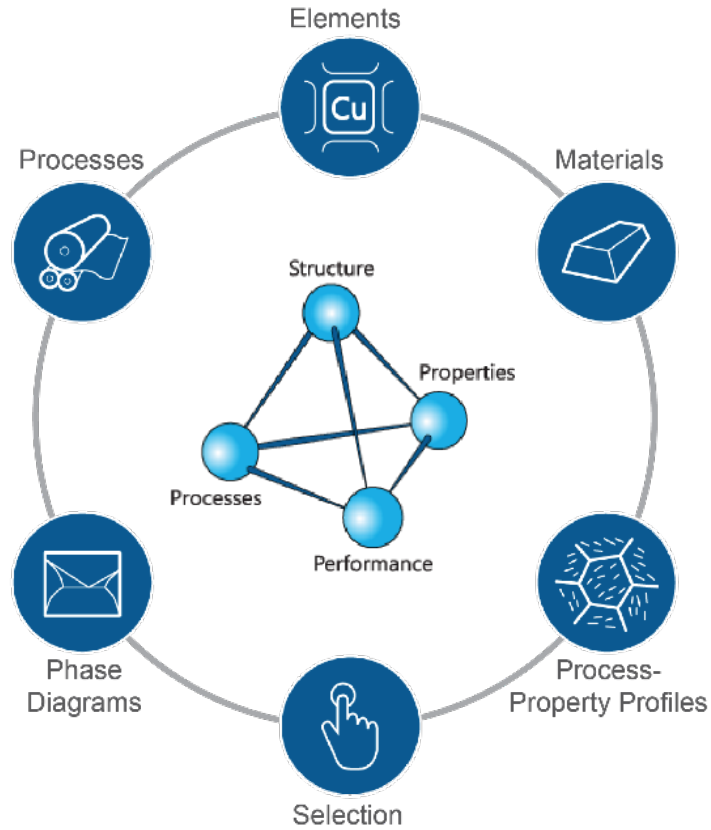 Elements
Cu
Processes
Materials
Structure
Properties
Processes
Performance
Phase
Diagrams
Process-
Property Profiles
Selection